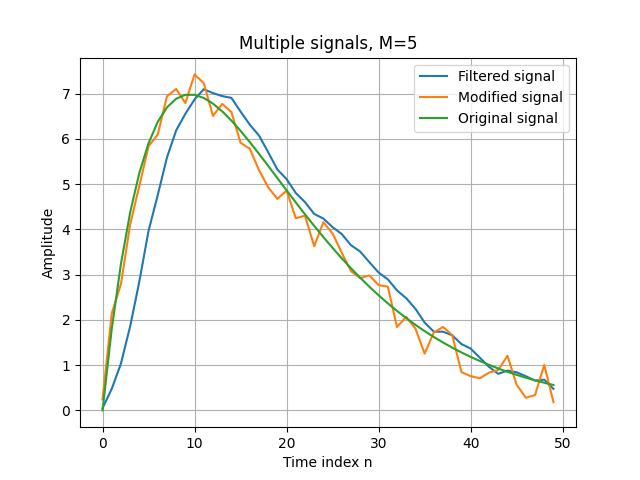 Multiple signals, M=5
Filtered signal
Modified signal
Original signal
Amplitude
7
6
5
4
3
2
1
0
0 10 20 30 40 50
Time index n